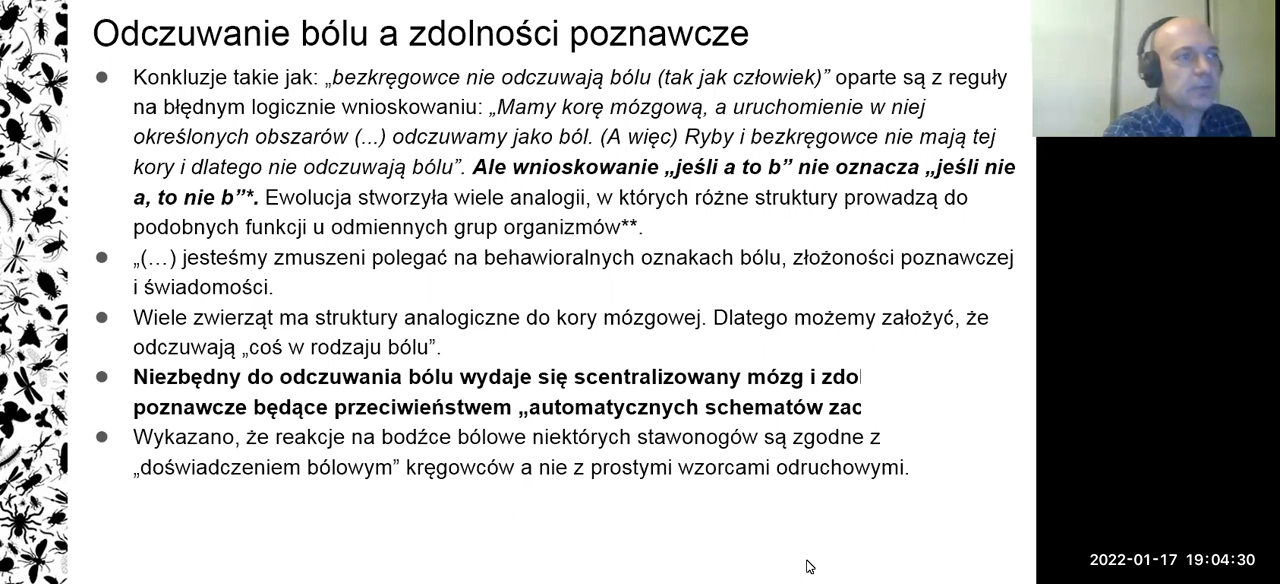 Odczuwanie bólu a zdolności poznawcze
● Konkluzje takie jak: „bezkręgowce nie odczuwają bólu (tak jak człowiek)” oparte są z reguły
na błędnym logicznie wnioskowaniu: „Mamy korę mózgową, a uruchomienie w niej
określonych obszarów (...) odczuwamy jako ból. (A więc) Ryby i bezkręgowce nie mają tej
kory i dlatego nie odczuwają bólu”. Ale wnioskowanie „jeśli a to b” nie oznacza „jeśli nie
a, to nie b”*. Ewolucja stworzyła wiele analogii, w których różne struktury prowadzą do
podobnych funkcji u odmiennych grup organizmów**.
● „(…) jesteśmy zmuszeni polegać na behawioralnych oznakach bólu, złożoności poznawczej
i świadomości.
● Wiele zwierząt ma struktury analogiczne do kory mózgowej. Dlatego możemy założyć, że
odczuwają „coś w rodzaju bólu”.
● Niezbędny do odczuwania bólu wydaje się scentralizowany mózg i zdo
poznawcze będące przeciwieństwem „automatycznych schematów zac
● Wykazano, że reakcje na bodźce bólowe niektórych stawonogów są zgodne z
„doświadczeniem bólowym” kręgowców a nie z prostymi wzorcami odruchowymi.
2022-01-17 19:04:30